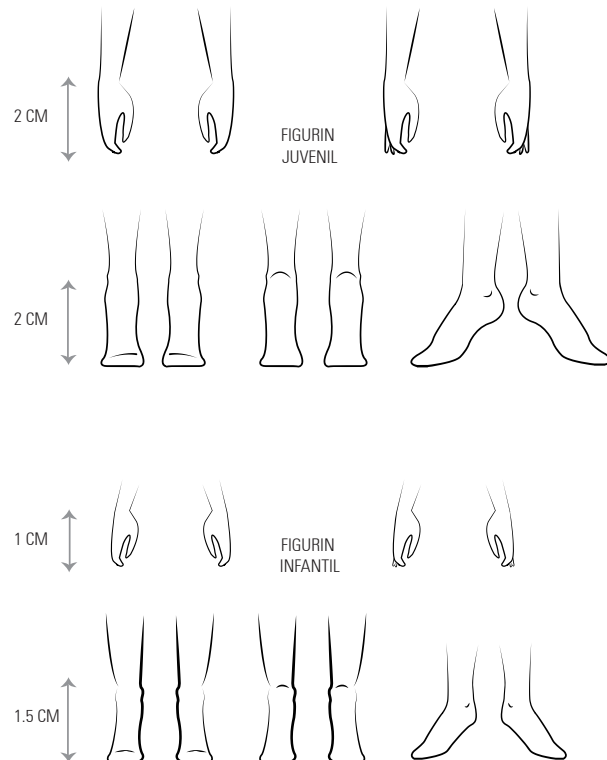 2 CM
FIGURIN
JUVENIL
2 CM
1 CM
FIGURIN
INFANTIL
1.5 CM